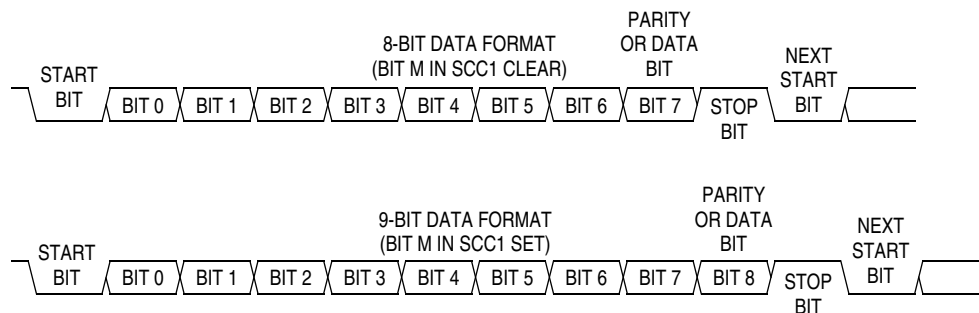 8-BIT DATA FORMAT
(BIT M IN SCC1 CLEAR)
PARITY
OR DATA
BIT
START
BIT
BIT 0 BIT 1 BIT 2 BIT 3 BIT 4 BIT 5 BIT 6 BIT 7
STOP
BIT
NEXT
START
BIT
9-BIT DATA FORMAT
(BIT M IN SCC1 SET)
PARITY
OR DATA
BIT
START
BIT
BIT 0 BIT 1 BIT 2 BIT 3 BIT 4 BIT 5 BIT 6 BIT 7 BIT 8
STOP
BIT
NEXT
START
BIT